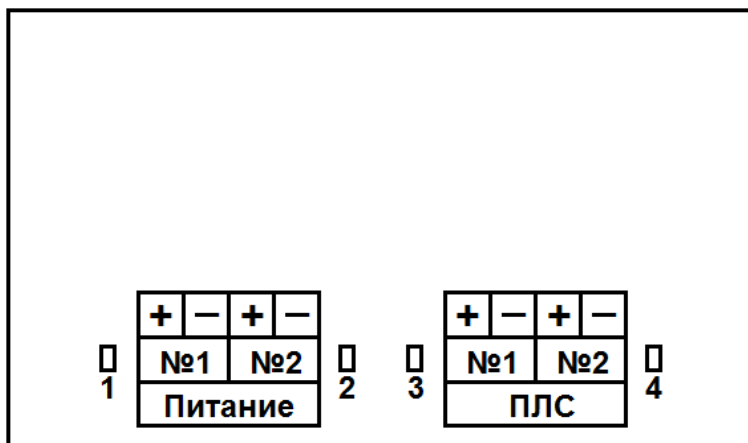 + − + − + − + −
№1 №2 №1 №2
1 2 3 4
Питание ПЛС